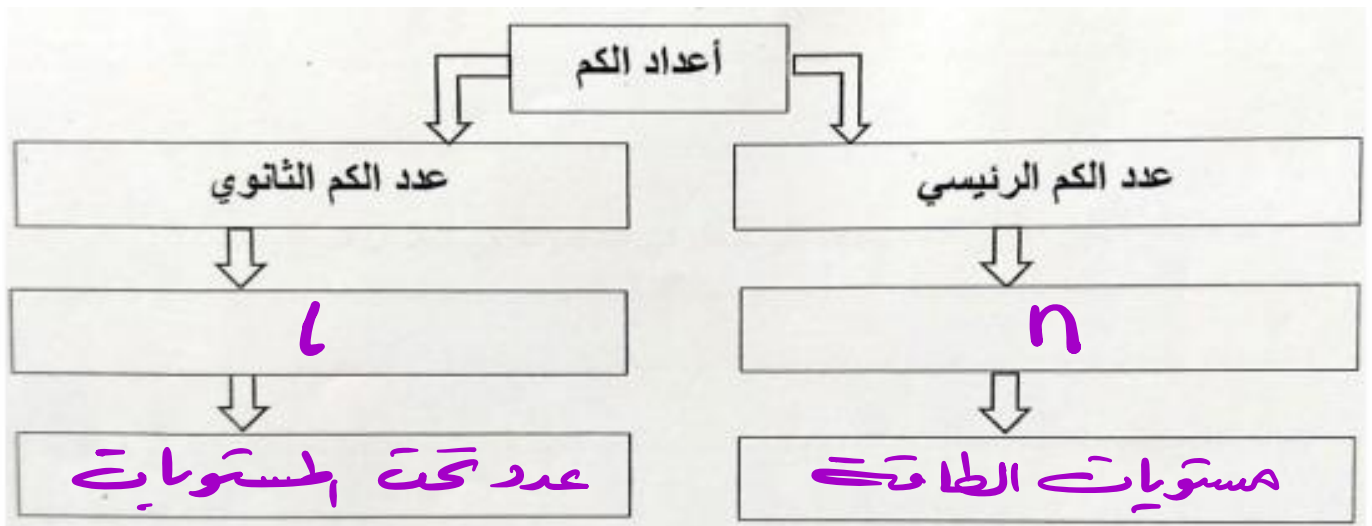 أعداد الكم
عدد الكم الرئيسي
عدد الكم الثانوي
n
l
مستويات الطاقة
عدد تحت المستويات